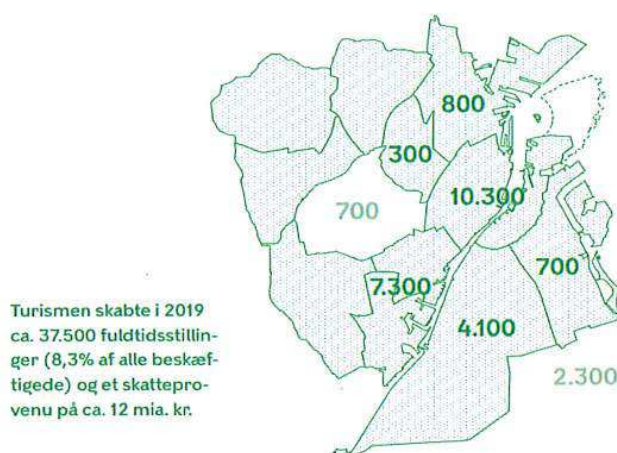 800
300
700
10.300
700
7.300
4.100
2.300
Turismen skabte i 2019
ca. 37.500 fuldtidsstillin-
ger (8,3% af alle beskæf-
tigede) og et skattepro-
venu på ca. 12 mia. kr.